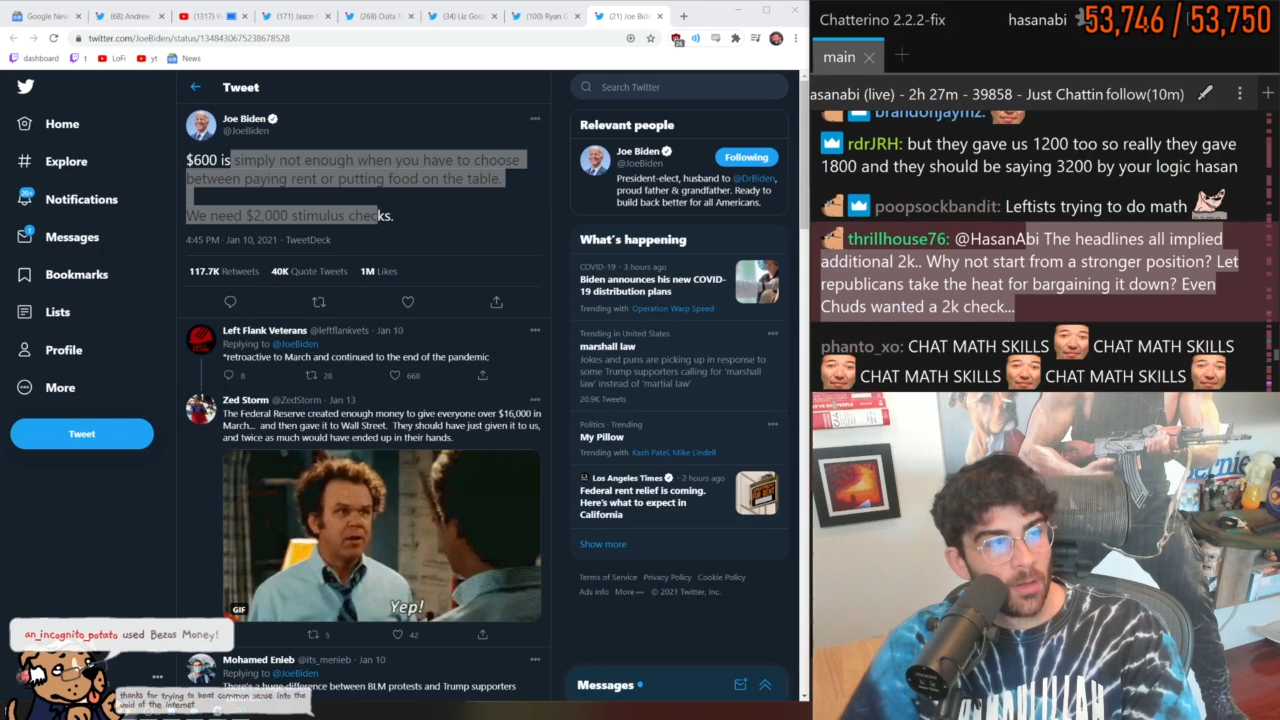 Google News
(68) Andrew
(1317) W
(171) Jason
(268) Osita
(34) Liz Goo
(100) Ryan G
(21) Joe Bid
twitter.com/JoeBiden/status/1348430675238678528
dashboard
t
LoFi
yt
News
Home
Explore
20+
Notifications
1
Messages
Bookmarks
Lists
Profile
More
Tweet
Tweet
Joe Biden
@JoeBiden
$600 is simply not enough when you have to choose
between paying rent or putting food on the table.
We need $2,000 stimulus checks.
4:45 PM · Jan 10, 2021 · TweetDeck
117.7K Retweets 40K Quote Tweets 1M Likes
Left Flank Veterans @leftflankvets · Jan 10
Replying to @JoeBiden
*retroactive to March and continued to the end of the pandemic
8 28 668
Zed Storm @ZedStorm · Jan 13
The Federal Reserve created enough money to give everyone over $16,000 in
March... and then gave it to Wall Street. They should have just given it to us,
and twice as much would have ended up in their hands.
Yep!
GIF
5 42
Mohamed Enieb @its_menieb · Jan 10
Replying to @JoeBiden
There's a huge difference between BLM protests and Trump supporters
Search Twitter
Relevant people
Joe Biden
@JoeBiden
Following
President-elect, husband to @DrBiden,
proud father & grandfather. Ready to
build back better for all Americans.
What's happening
COVID-19 · 3 hours ago
Biden announces his new COVID-
19 distribution plans
Trending with Operation Warp Speed
Trending in United States
marshall law
Jokes and puns are picking up in response to
some Trump supporters calling for 'marshall
law' instead of 'martial law'
20.9K Tweets
Politics · Trending
My Pillow
Trending with Kash Patel, Mike Lindell
Los Angeles Times · 2 hours ago
Federal rent relief is coming.
Here's what to expect in
California
Show more
Terms of Service Privacy Policy Cookie Policy
Ads info More © 2021 Twitter, Inc.
Messages
an_incognito_potato used Bezos Money!
thanks for trying to beat common sense into the
void of the internet
Chatterino 2.2.2-fix
hasanabi
53,746 / 53,750
main
asanabi (live) - 2h 27m - 39858 - Just Chattin follow(10m)
brandonjaymz:
rdrJRH: but they gave us 1200 too so really they gave
1800 and they should be saying 3200 by your logic hasan
poopsockbandit: Leftists trying to do math
thrillhouse76: @HasanAbi The headlines all implied
additional 2k.. Why not start from a stronger position? Let
republicans take the heat for bargaining it down? Even
Chuds wanted a 2k check...
phanto_xo: CHAT MATH SKILLS CHAT MATH SKILLS
CHAT MATH SKILLS CHAT MATH SKILLS
Bernie